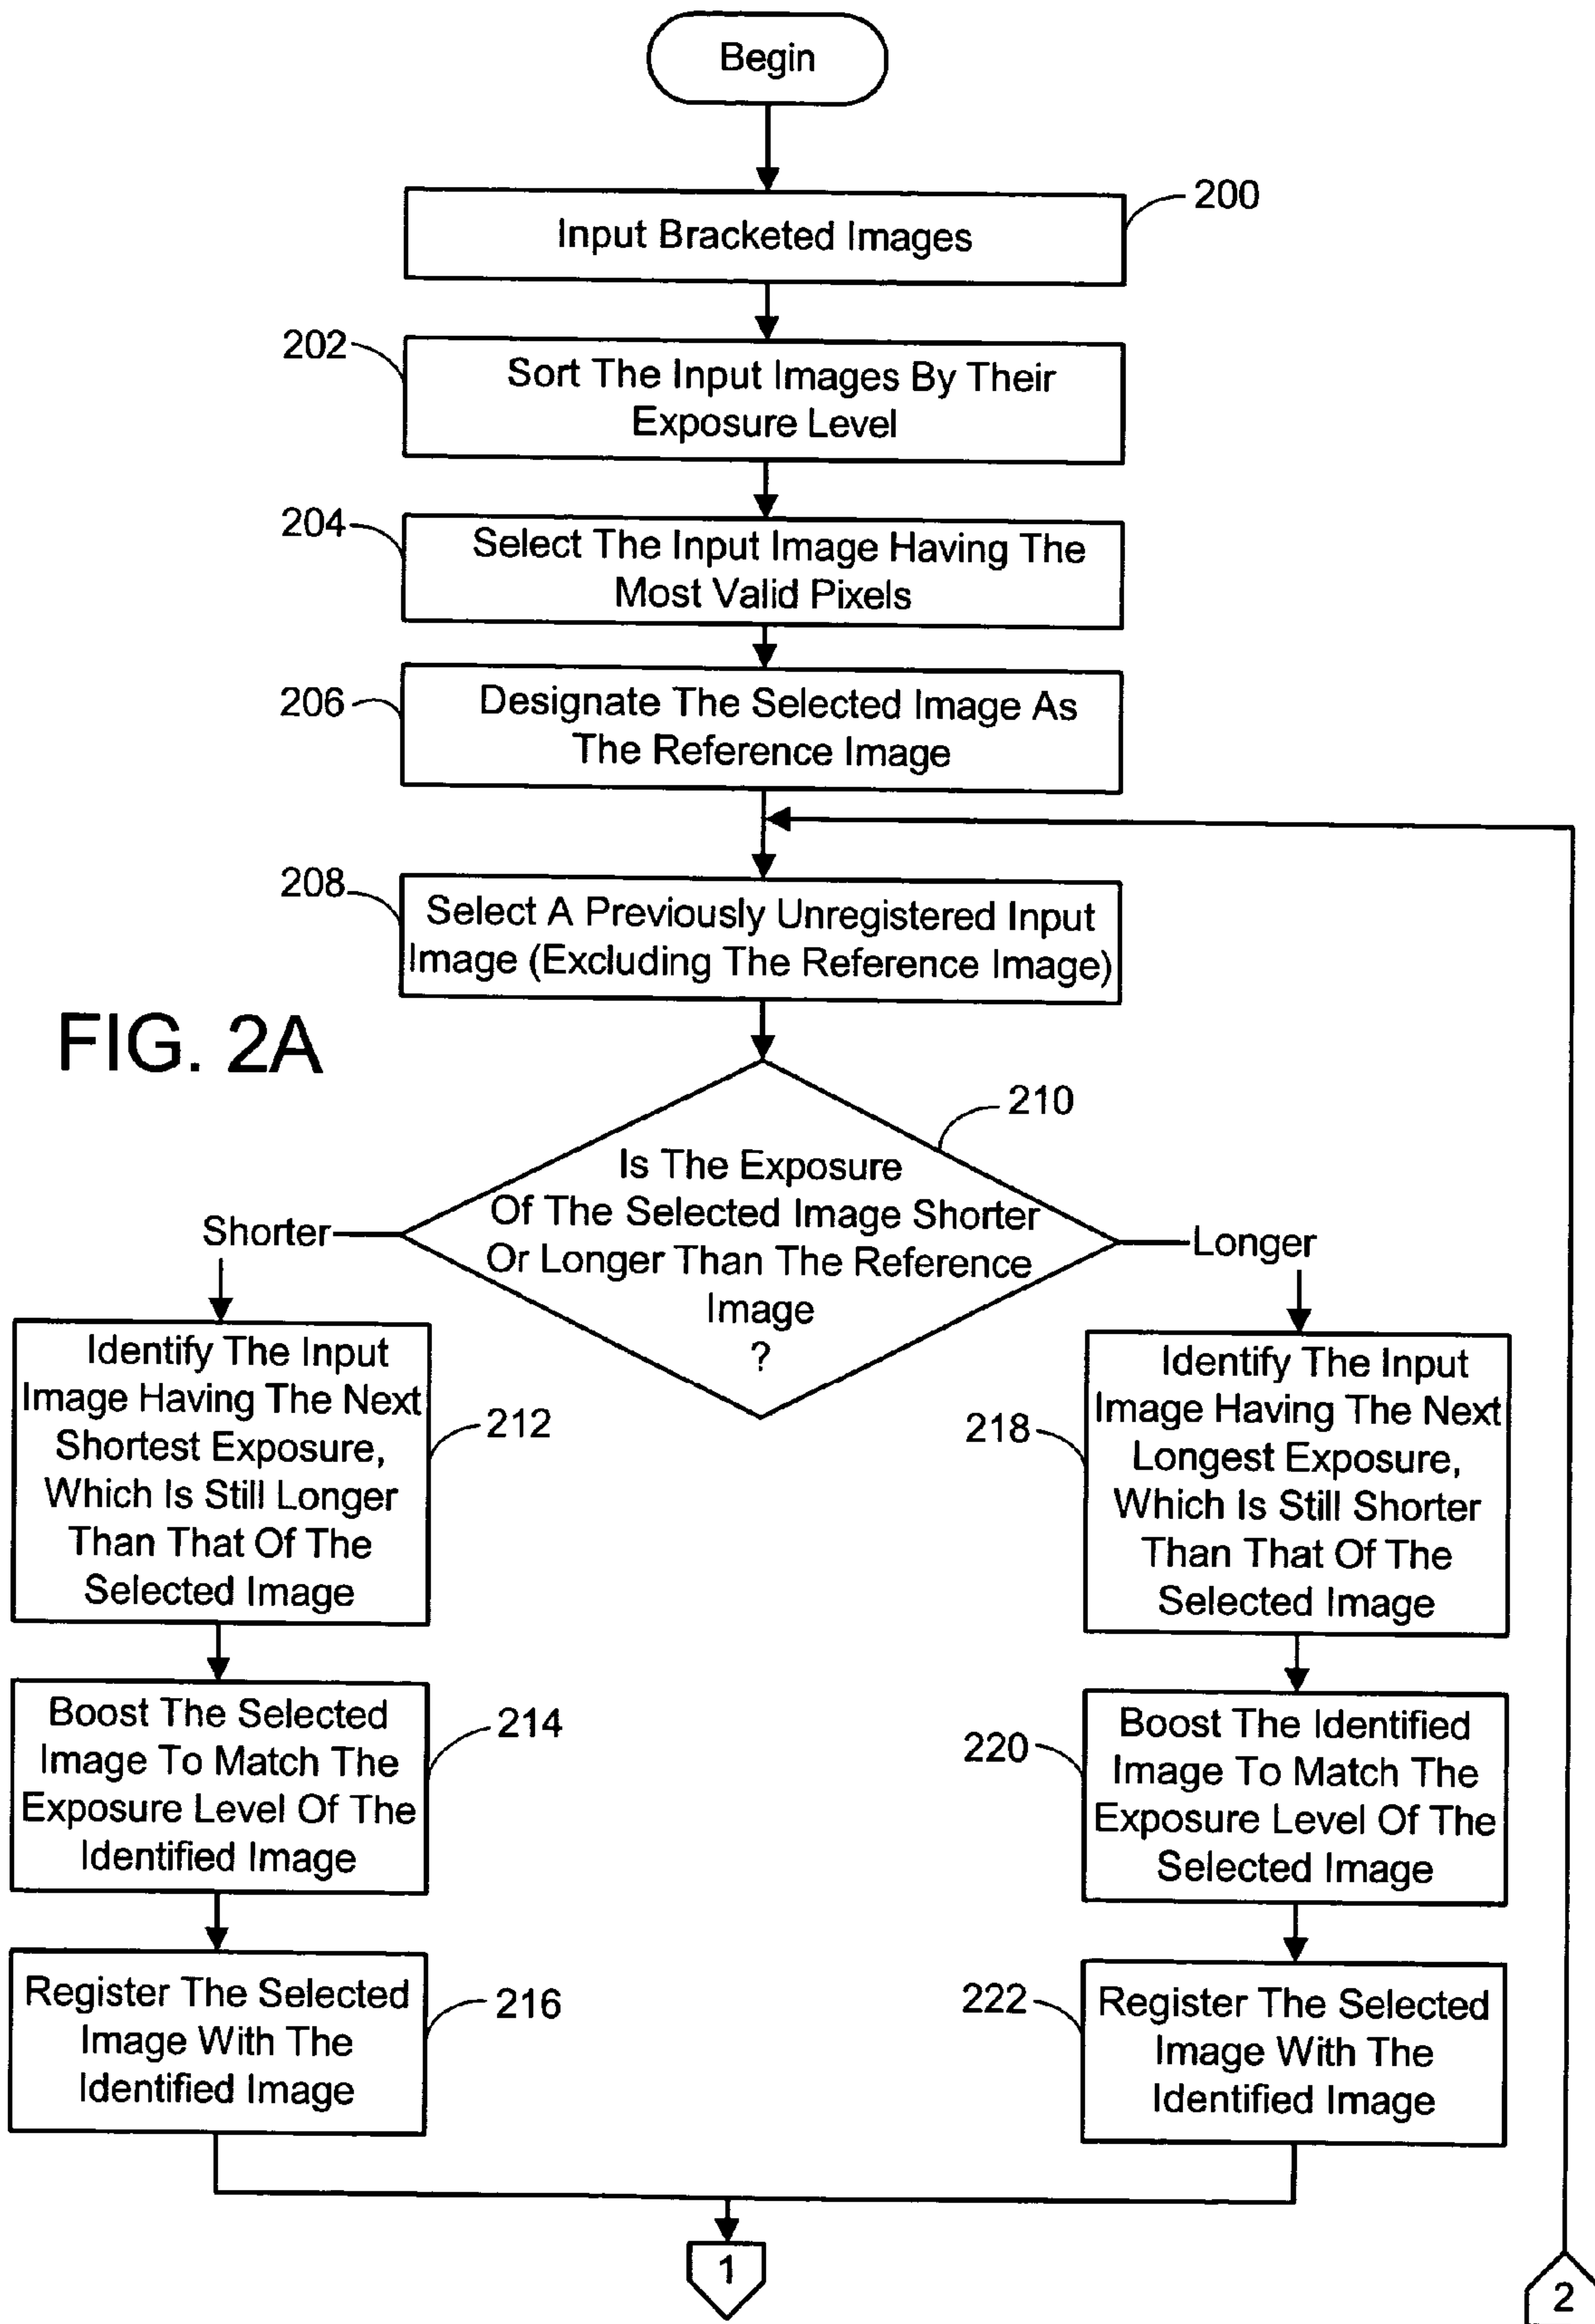 Begin
200
Input Bracketed Images
202
Sort The Input Images By Their
Exposure Level
204
Select The Input Image Having The
Most Valid Pixels
206
Designate The Selected Image As
The Reference Image
208
Select A Previously Unregistered Input
Image (Excluding The Reference Image)
FIG. 2A
210
Is The Exposure
Of The Selected Image Shorter
Or Longer Than The Reference
Image
?
Shorter
Longer
Identify The Input
Image Having The Next
Shortest Exposure,
Which Is Still Longer
Than That Of The
Selected Image
212
218
Identify The Input
Image Having The Next
Longest Exposure,
Which Is Still Shorter
Than That Of The
Selected Image
Boost The Selected
Image To Match The
Exposure Level Of The
Identified Image
214
220
Boost The Identified
Image To Match The
Exposure Level Of The
Selected Image
Register The Selected
Image With The
Identified Image
216
222
Register The Selected
Image With The
Identified Image
1
2